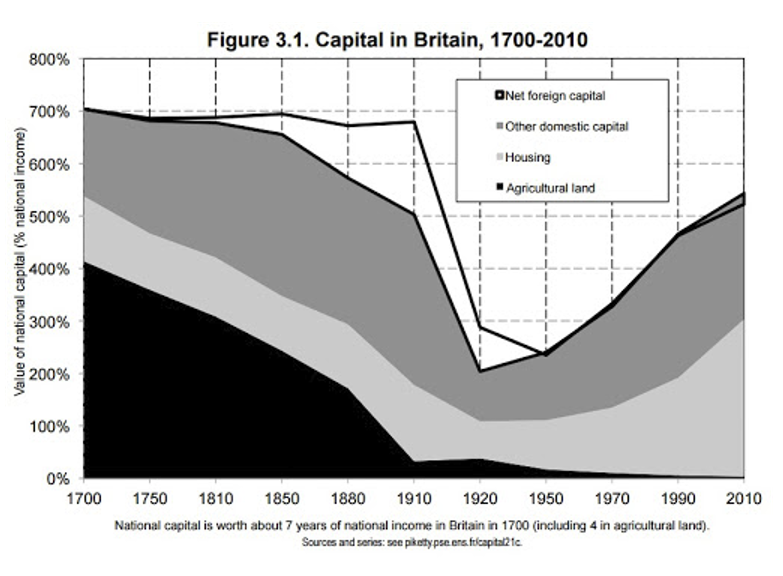 Figure 3.1. Capital in Britain, 1700-2010
Value of national capital (% national income)
800%
700%
600%
500%
400%
300%
200%
100%
0%
Net foreign capital
Other domestic capital
Housing
Agricultural land
1700 1750 1810 1850 1880 1910 1920 1950 1970 1990 2010
National capital is worth about 7 years of national income in Britain in 1700 (including 4 in agricultural land).
Sources and series: see piketty.pse.ens.fr/capital21c.